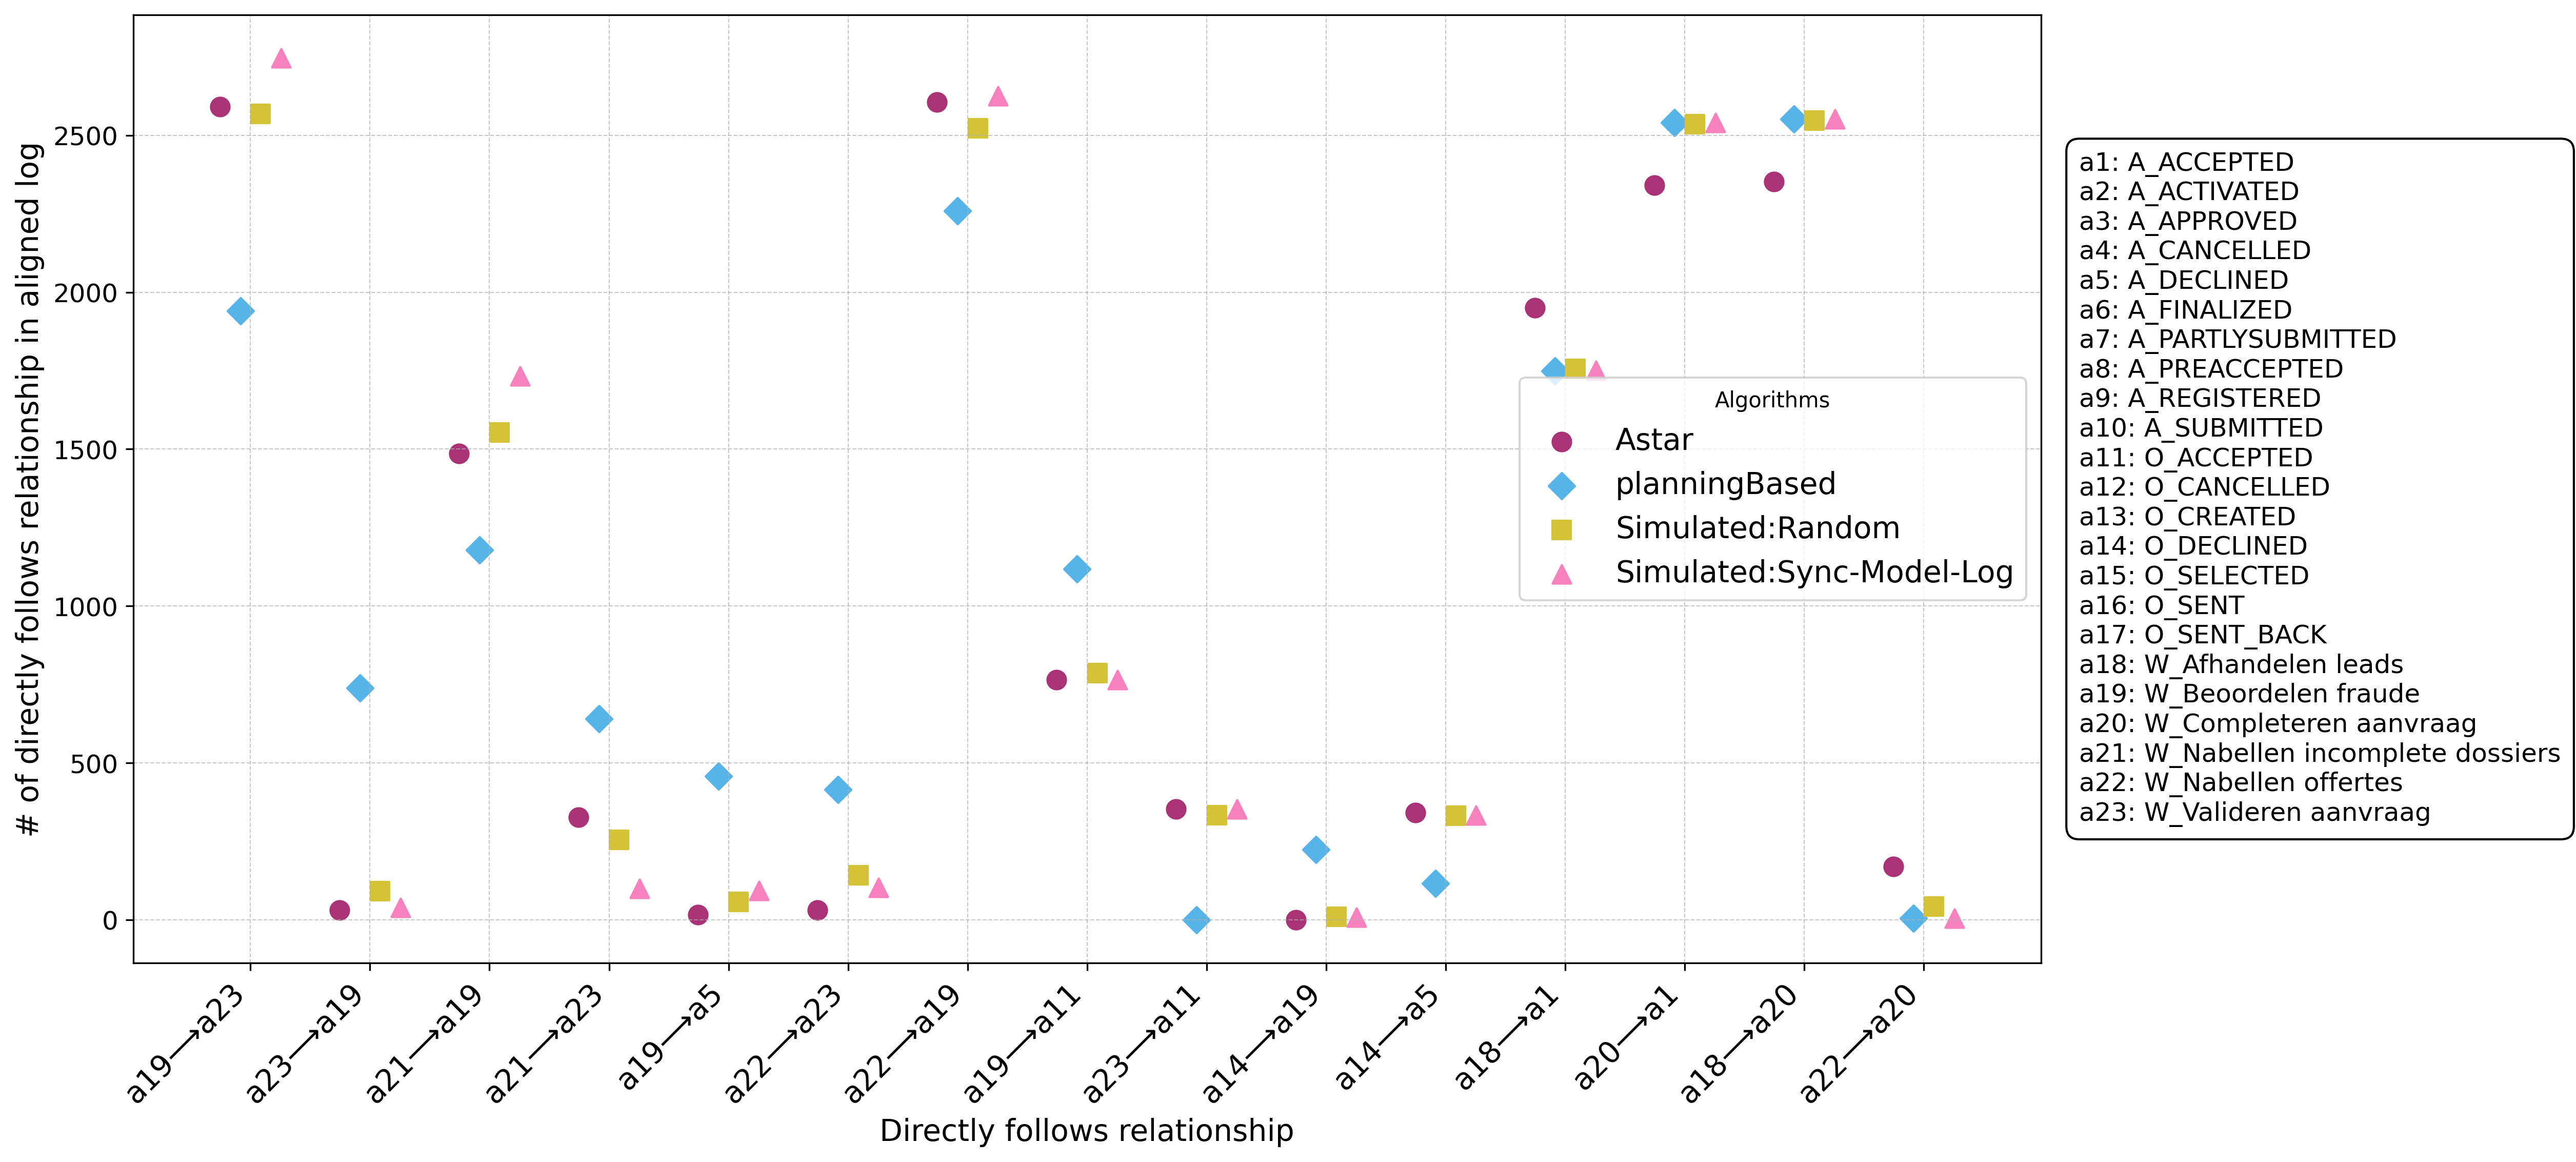 # of directly follows relationship in aligned log
2500
2000
1500
1000
500
0
a19→a23
a23→a19
a21→a19
a21→a23
a19→a5
a22→a23
a22→a19
a19→a11
a23→a11
a14→a19
a14→a5
a18→a1
a20→a1
a18→a20
a22→a20
Directly follows relationship
Algorithms
Astar
planningBased
Simulated:Random
Simulated:Sync-Model-Log
a1: A_ACCEPTED
a2: A_ACTIVATED
a3: A_APPROVED
a4: A_CANCELLED
a5: A_DECLINED
a6: A_FINALIZED
a7: A_PARTLYSUBMITTED
a8: A_PREACCEPTED
a9: A_REGISTERED
a10: A_SUBMITTED
a11: O_ACCEPTED
a12: O_CANCELLED
a13: O_CREATED
a14: O_DECLINED
a15: O_SELECTED
a16: O_SENT
a17: O_SENT_BACK
a18: W_Afhandelen leads
a19: W_Beoordelen fraude
a20: W_Completeren aanvraag
a21: W_Nabellen incomplete dossiers
a22: W_Nabellen offertes
a23: W_Valideren aanvraag